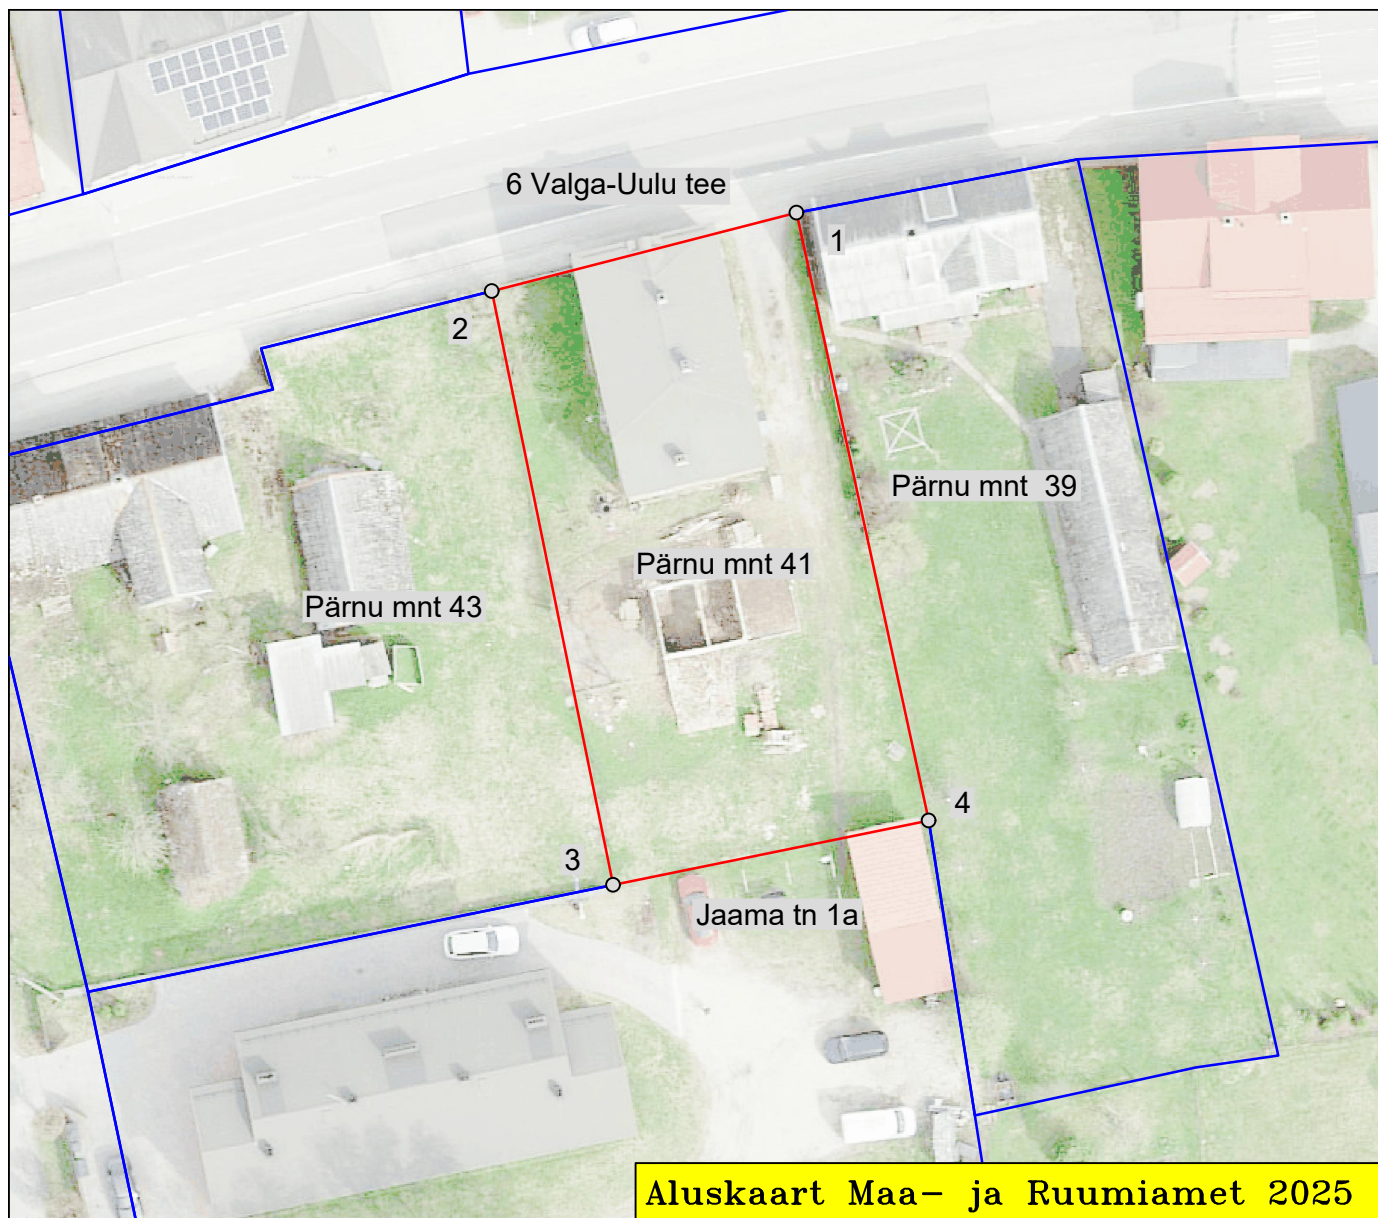 6 Valga-Uulu tee
1
2
Pärnu mnt  39
Pärnu mnt 41
Pärnu mnt 43
4
3
Jaama tn 1a
Aluskaart Maa- ja Ruumiamet 2025